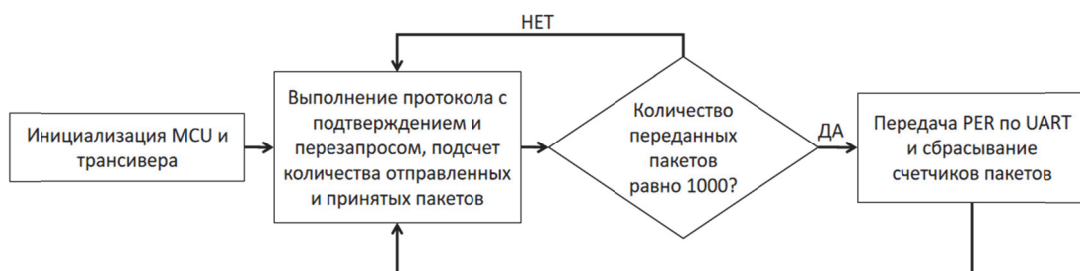 НЕТ
Инициализация MCU и
трансивера
Выполнение протокола с
подтверждением и
перезапросом, подсчет
количества отправленных
и принятых пакетов
Количество
переданных
пакетов
равно 1000?
ДА
Передача PER по UART
и сбрасывание
счетчиков пакетов